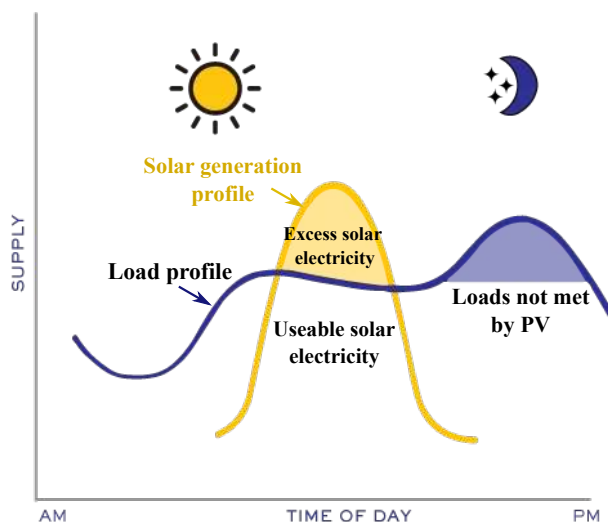 Solar generation
profile
Excess solar
electricity
Load profile
Loads not met
by PV
Useable solar
electricity
SUPPLY
AM
TIME OF DAY
PM